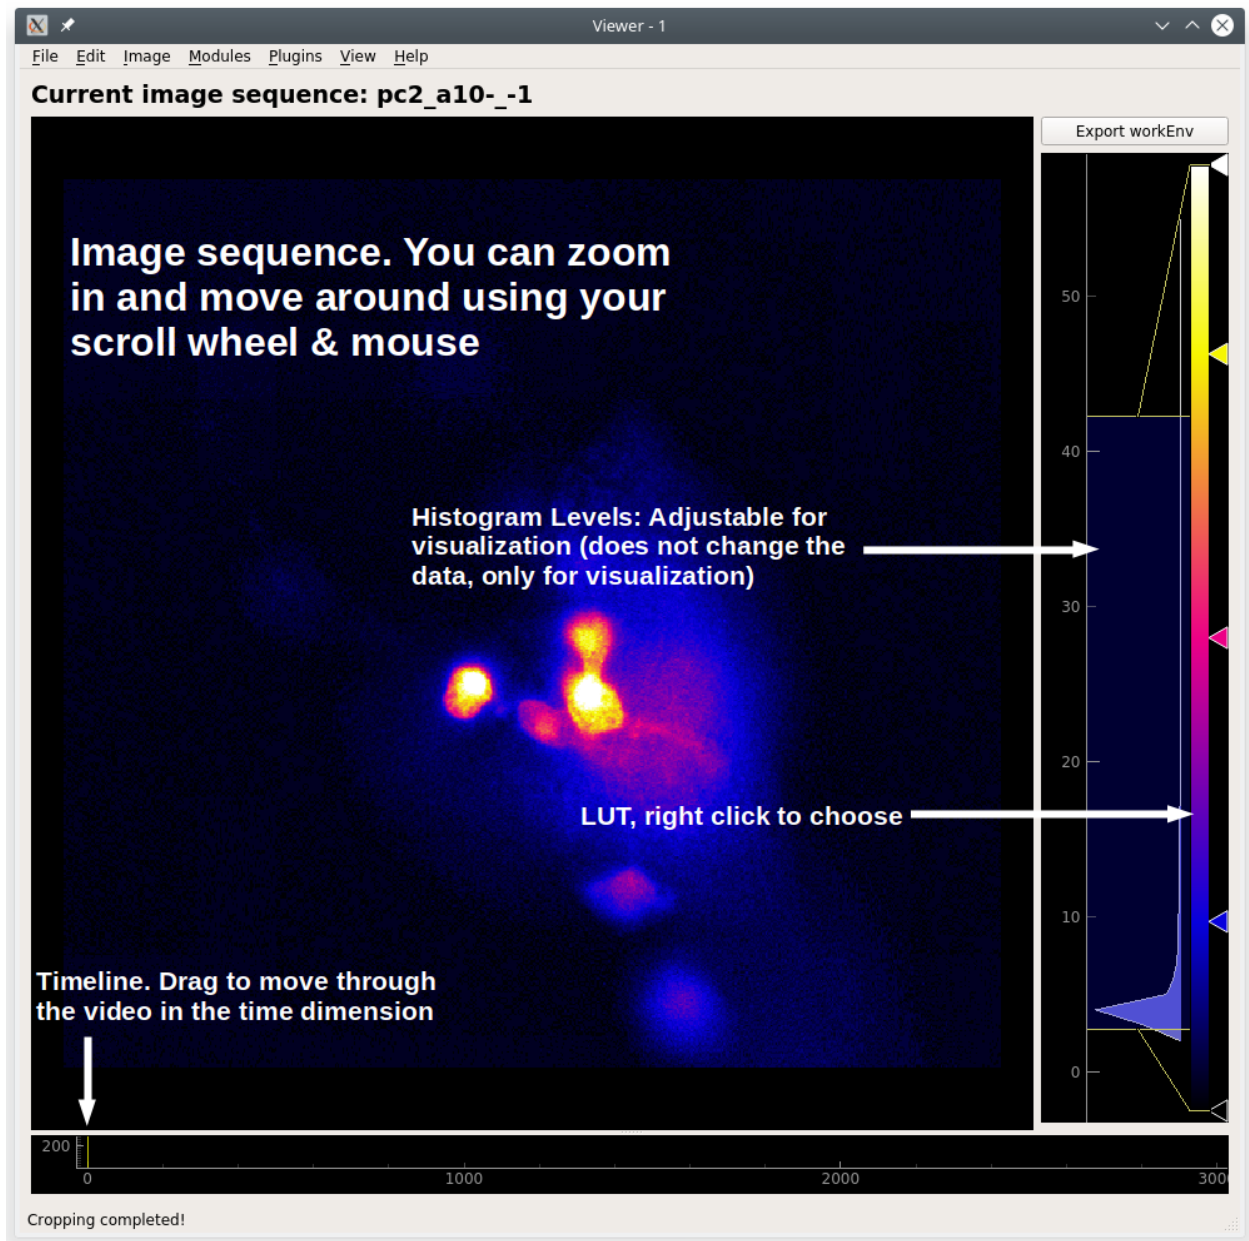 Viewer - 1
File Edit Image Modules Plugins View Help
Current image sequence: pc2_a10-_-1
Export workEnv
Image sequence. You can zoom
in and move around using your
scroll wheel & mouse
50
40
Histogram Levels: Adjustable for
visualization (does not change the
data, only for visualization)
30
20
LUT, right click to choose
10
Timeline. Drag to move through
the video in the time dimension
0
200
0 1000 2000 3000
Cropping completed!